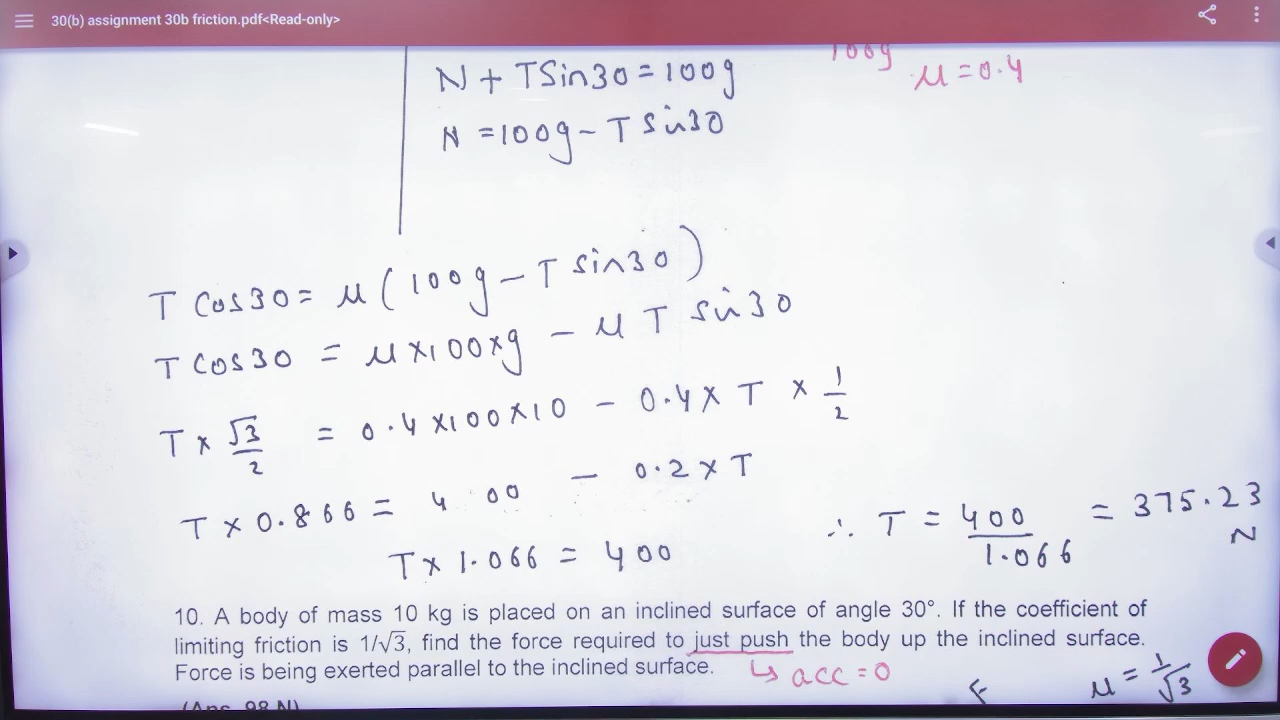 30(b) assignment 30b friction.pdf<Read-only>
100g
μ = 0.4
N + TSin30 = 100g
N = 100g - T sin30
T Cos30 = μ(100g - T sin30)
T Cos30 = μ×100×g - μ T sin30
T × √3/2 = 0.4×100×10 - 0.4× T × 1/2
T × 0.866 = 400 - 0.2 × T
T× 1.066 = 400
∴ T = 400/1.066 = 375.23 N
10. A body of mass 10 kg is placed on an inclined surface of angle 30°. If the coefficient of
limiting friction is 1/√3, find the force required to just push the body up the inclined surface.
Force is being exerted parallel to the inclined surface.
↳ acc = 0
F
μ = 1/√3
(Ans. 98 N)